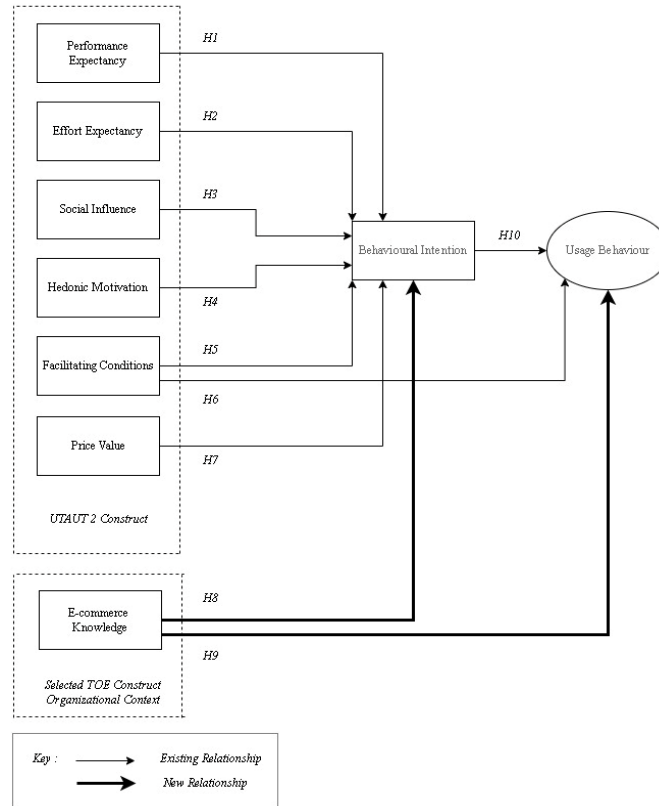 H1
Performance
Expectancy
H2
Effort Expectancy
H3
Social Influence
Behavioural Intention
H10
Usage Behaviour
Hedonic Motivation
H4
H5
Facilitating Conditions
H6
Price Value
H7
UTAUT 2 Construct
H8
E-commerce
Knowledge
H9
Selected TOE Construct
Organizational Context
Key :
Existing Relationship
New Relationship